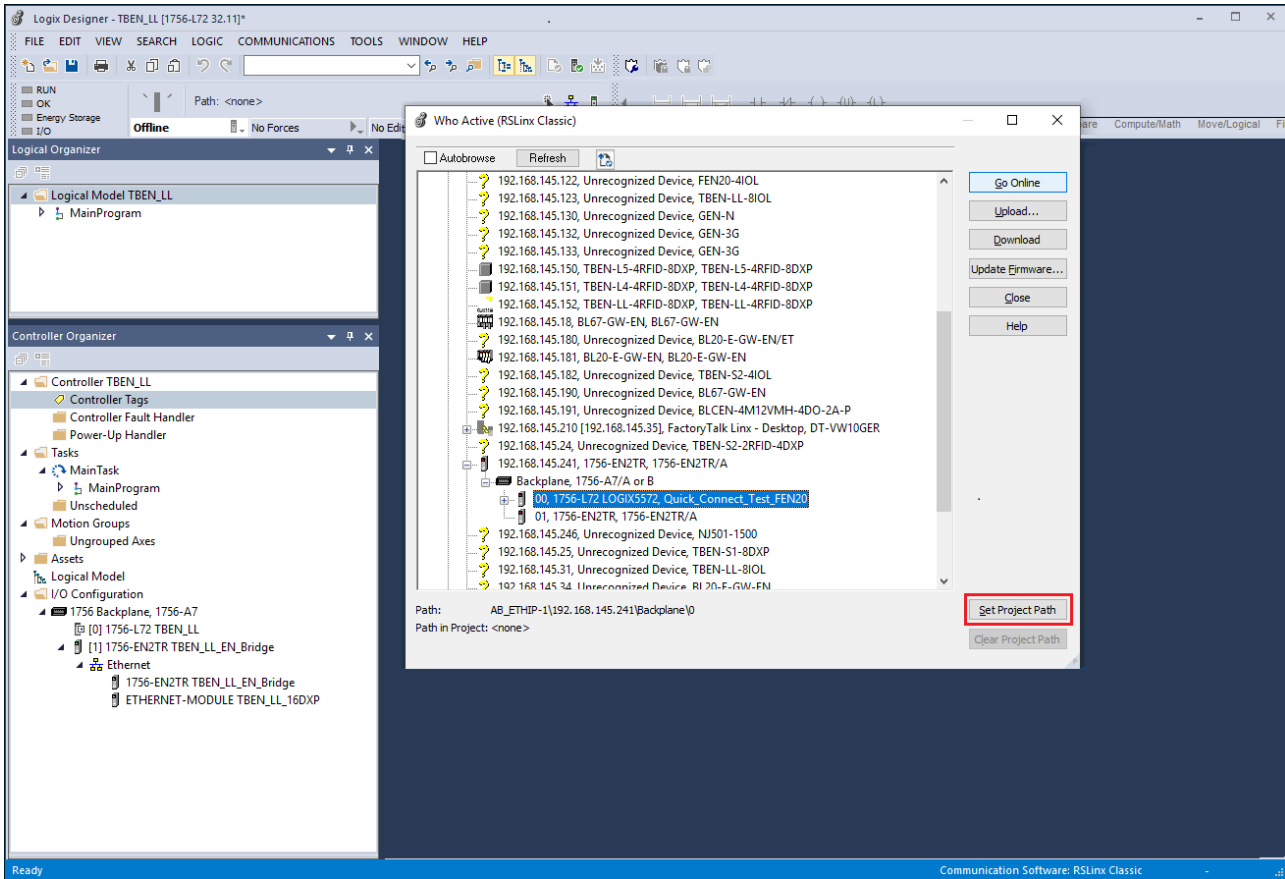 Logix Designer - TBEN_LL [1756-L72 32.11]*
FILE EDIT VIEW SEARCH LOGIC COMMUNICATIONS TOOLS WINDOW HELP
RUN
OK
Energy Storage
I/O
Path: <none>
Offline
No Forces
No Edit
are Compute/Math Move/Logical Fi
Logical Organizer
Logical Model TBEN_LL
MainProgram
Controller Organizer
Controller TBEN_LL
Controller Tags
Controller Fault Handler
Power-Up Handler
Tasks
MainTask
MainProgram
Unscheduled
Motion Groups
Ungrouped Axes
Assets
Logical Model
I/O Configuration
1756 Backplane, 1756-A7
[0] 1756-L72 TBEN_LL
[1] 1756-EN2TR TBEN_LL_EN_Bridge
Ethernet
1756-EN2TR TBEN_LL_EN_Bridge
ETHERNET-MODULE TBEN_LL_16DXP
Who Active (RSLinx Classic)
Autobrowse
Refresh
192.168.145.122, Unrecognized Device, FEN20-4IOL
192.168.145.123, Unrecognized Device, TBEN-LL-8IOL
192.168.145.130, Unrecognized Device, GEN-N
192.168.145.132, Unrecognized Device, GEN-3G
192.168.145.133, Unrecognized Device, GEN-3G
192.168.145.150, TBEN-L5-4RFID-8DXP, TBEN-L5-4RFID-8DXP
192.168.145.151, TBEN-L4-4RFID-8DXP, TBEN-L4-4RFID-8DXP
192.168.145.152, TBEN-LL-4RFID-8DXP, TBEN-LL-4RFID-8DXP
192.168.145.18, BL67-GW-EN, BL67-GW-EN
192.168.145.180, Unrecognized Device, BL20-E-GW-EN/ET
192.168.145.181, BL20-E-GW-EN, BL20-E-GW-EN
192.168.145.182, Unrecognized Device, TBEN-S2-4IOL
192.168.145.190, Unrecognized Device, BL67-GW-EN
192.168.145.191, Unrecognized Device, BLCEN-4M12VMH-4DO-2A-P
192.168.145.210 [192.168.145.35], FactoryTalk Linx - Desktop, DT-VW10GER
192.168.145.24, Unrecognized Device, TBEN-S2-2RFID-4DXP
192.168.145.241, 1756-EN2TR, 1756-EN2TR/A
Backplane, 1756-A7/A or B
00, 1756-L72 LOGIX5572, Quick_Connect_Test_FEN20
01, 1756-EN2TR, 1756-EN2TR/A
192.168.145.246, Unrecognized Device, NJ501-1500
192.168.145.25, Unrecognized Device, TBEN-S1-8DXP
192.168.145.31, Unrecognized Device, TBEN-LL-8IOL
192.168.145.34, Unrecognized Device, BL20-E-GW-EN
Go Online
Upload...
Download
Update Firmware...
Close
Help
Path: AB_ETHIP-1\192.168.145.241\Backplane\0
Path in Project: <none>
Set Project Path
Clear Project Path
Ready
Communication Software: RSLinx Classic